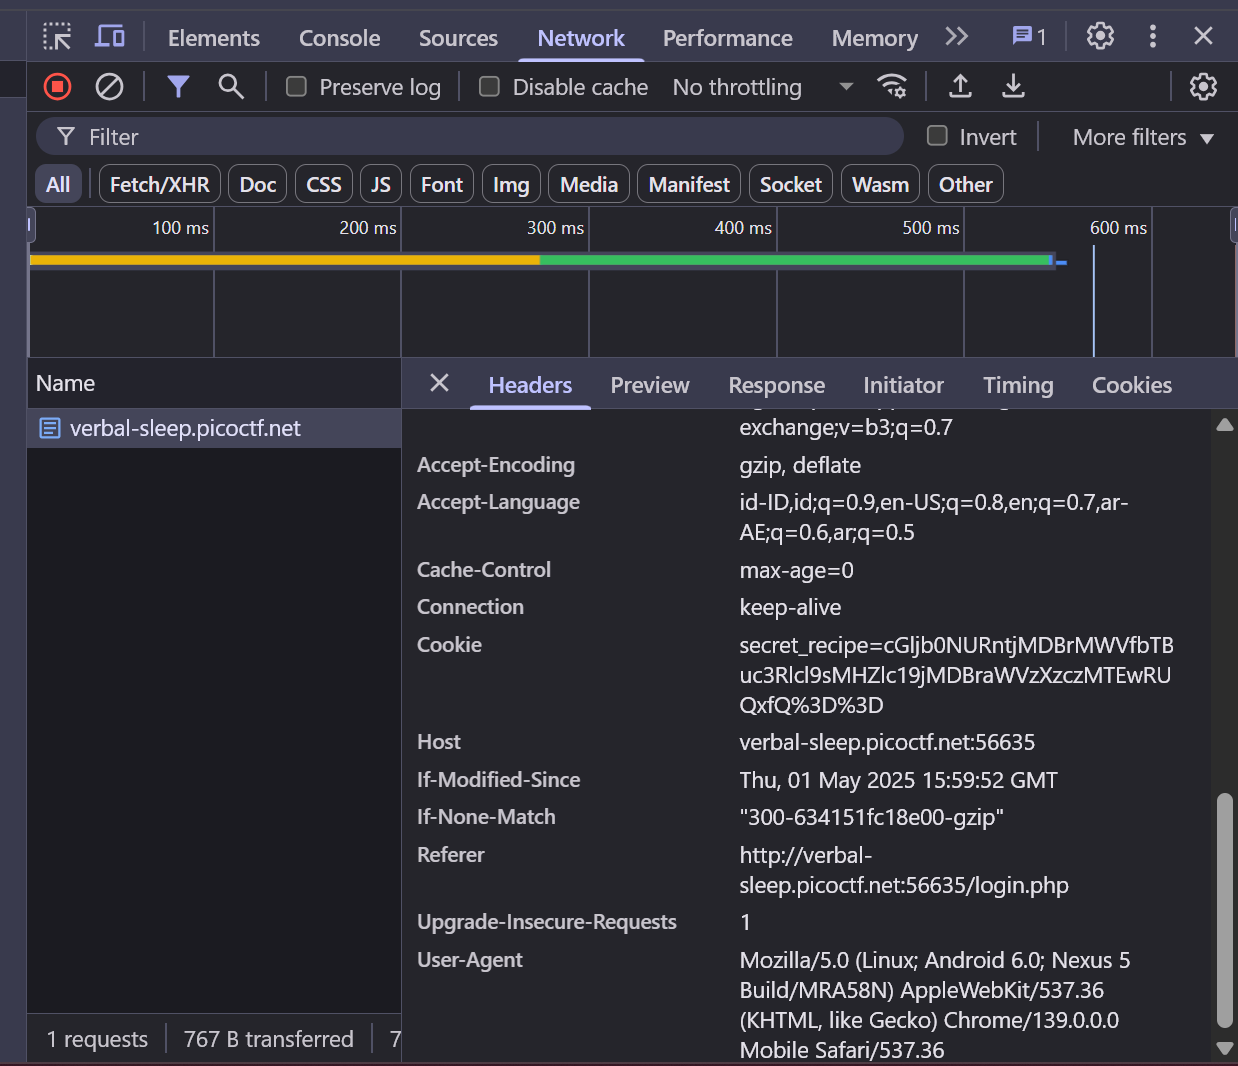 Elements Console Sources Network Performance Memory 1
Preserve log Disable cache No throttling
Filter Invert More filters
All Fetch/XHR Doc CSS JS Font Img Media Manifest Socket Wasm Other
100 ms 200 ms 300 ms 400 ms 500 ms 600 ms
Name
Headers Preview Response Initiator Timing Cookies
verbal-sleep.picoctf.net
exchange;v=b3;q=0.7
Accept-Encoding gzip, deflate
Accept-Language id-ID,id;q=0.9,en-US;q=0.8,en;q=0.7,ar-
AE;q=0.6,ar;q=0.5
Cache-Control max-age=0
Connection keep-alive
Cookie secret_recipe=cGljb0NURntjMDBrMWVfbTB
uc3Rlcl9sMHZlc19jMDBraWVzXzczMTEwRU
QxfQ%3D%3D
Host verbal-sleep.picoctf.net:56635
If-Modified-Since Thu, 01 May 2025 15:59:52 GMT
If-None-Match "300-634151fc18e00-gzip"
Referer http://verbal-
sleep.picoctf.net:56635/login.php
Upgrade-Insecure-Requests 1
User-Agent Mozilla/5.0 (Linux; Android 6.0; Nexus 5
Build/MRA58N) AppleWebKit/537.36
(KHTML, like Gecko) Chrome/139.0.0.0
Mobile Safari/537.36
1 requests 767 B transferred 7